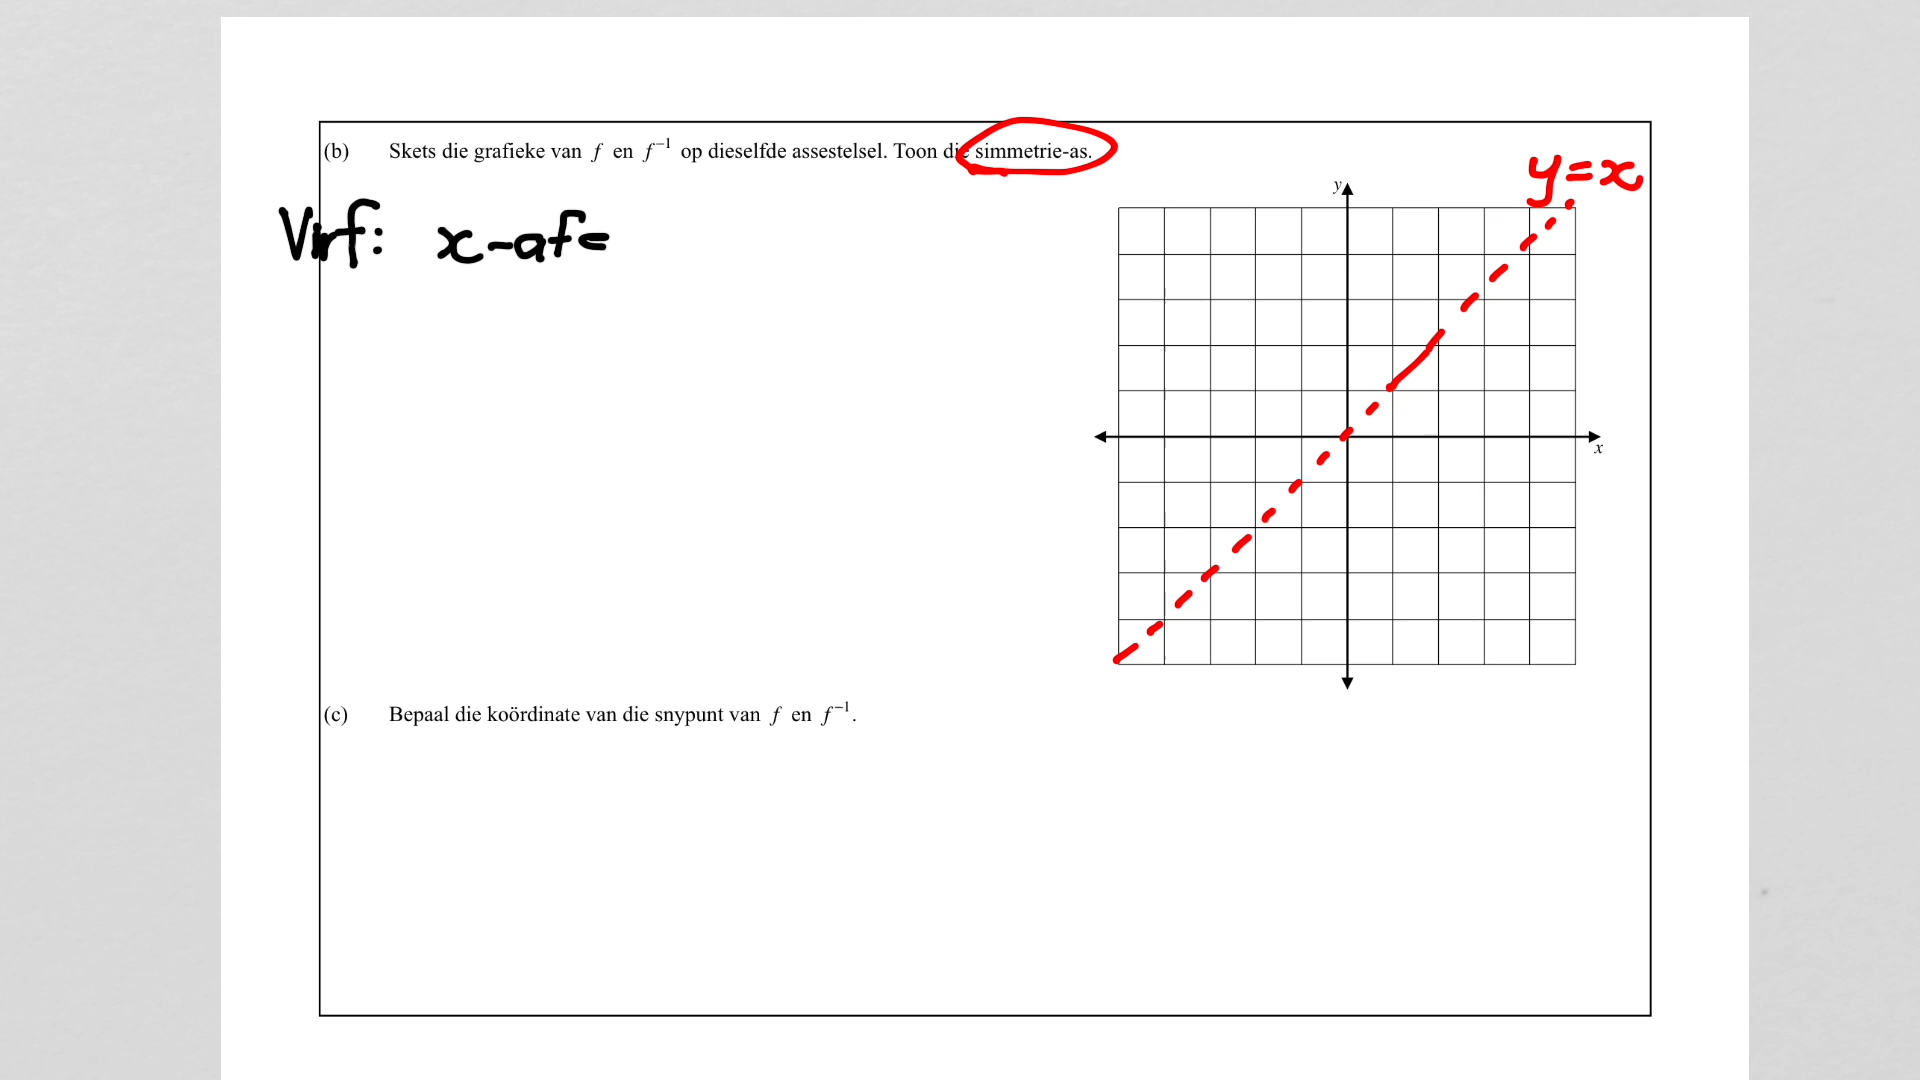 (b) Skets die grafieke van f en f⁻¹ op dieselfde assestelsel. Toon die simmetrie-as.
y=x
y
Vir f: x-af=
x
(c) Bepaal die koördinate van die snypunt van f en f⁻¹.